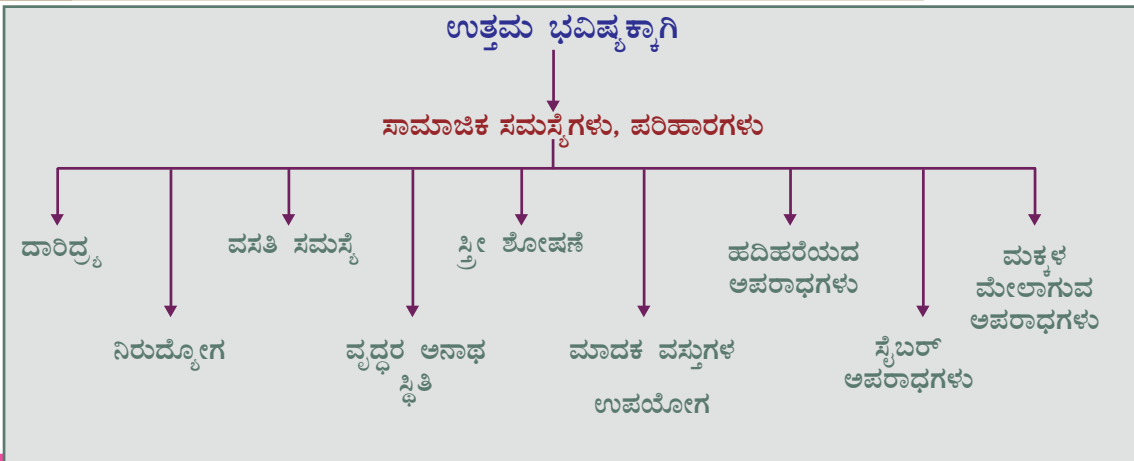 ಉತ್ತಮ ಭವಿಷ್ಯಕ್ಕಾಗಿ
ಸಾಮಾಜಿಕ ಸಮಸ್ಯೆಗಳು, ಪರಿಹಾರಗಳು
ದಾರಿದ್ರ್ಯ
ನಿರುದ್ಯೋಗ
ವಸತಿ ಸಮಸ್ಯೆ
ವೃದ್ಧರ ಅನಾಥ
ಸ್ಥಿತಿ
ಸ್ತ್ರೀ ಶೋಷಣೆ
ಮಾದಕ ವಸ್ತುಗಳ
ಉಪಯೋಗ
ಹದಿಹರೆಯದ
ಅಪರಾಧಗಳು
ಸೈಬರ್
ಅಪರಾಧಗಳು
ಮಕ್ಕಳ
ಮೇಲಾಗುವ
ಅಪರಾಧಗಳು